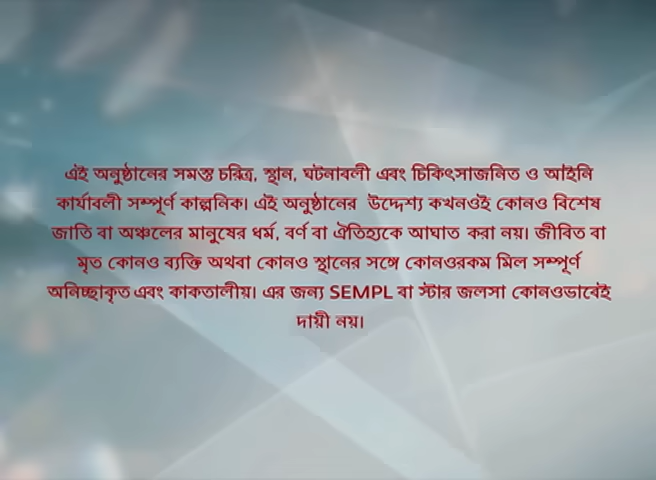 এই অনুষ্ঠানের সমস্ত চরিত্র, স্থান, ঘটনাবলী এবং চিকিৎসাজনিত ও আইনি
কার্যাবলী সম্পূর্ণ কাল্পনিক। এই অনুষ্ঠানের উদ্দেশ্য কখনওই কোনও বিশেষ
জাতি বা অঞ্চলের মানুষের ধর্ম, বর্ণ বা ঐতিহ্যকে আঘাত করা নয়। জীবিত বা
মৃত কোনও ব্যক্তি অথবা কোনও স্থানের সঙ্গে কোনওরকম মিল সম্পূর্ণ
অনিচ্ছাকৃত এবং কাকতালীয়। এর জন্য SEMPL বা স্টার জলসা কোনওভাবেই
দায়ী নয়।